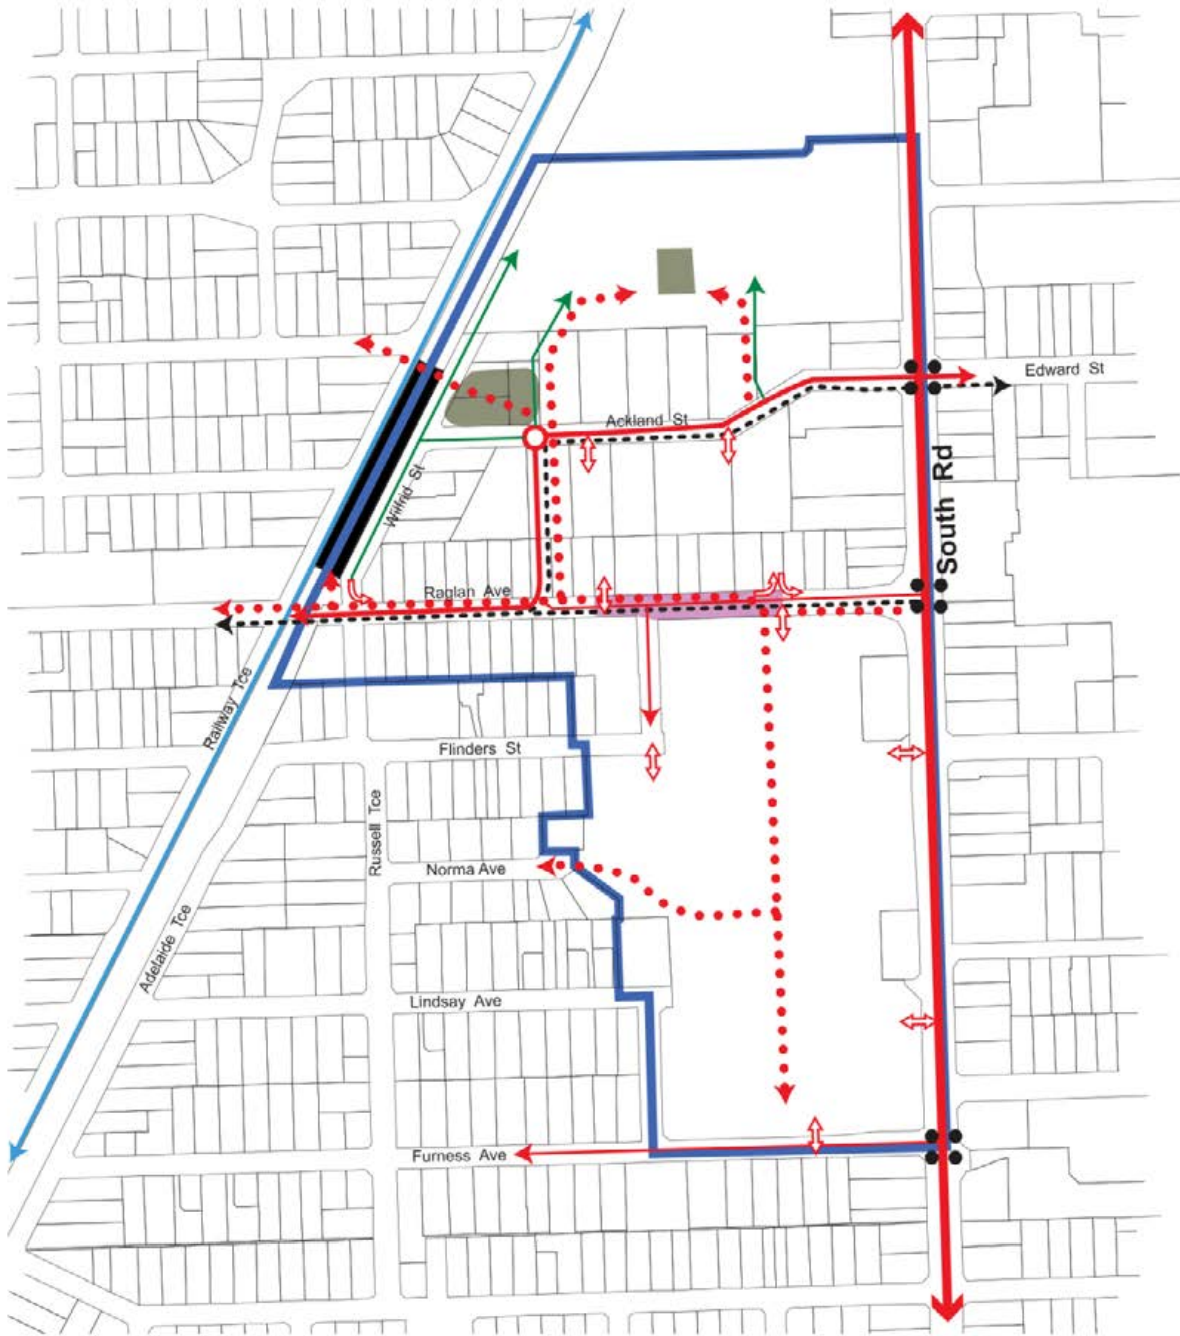 Edward St
Ackland St
South Rd
Wilfrid St
Raglan Ave
Railway Tce
Flinders St
Russell Tce
Norma Ave
Adelaide Tce
Lindsay Ave
Furness Ave